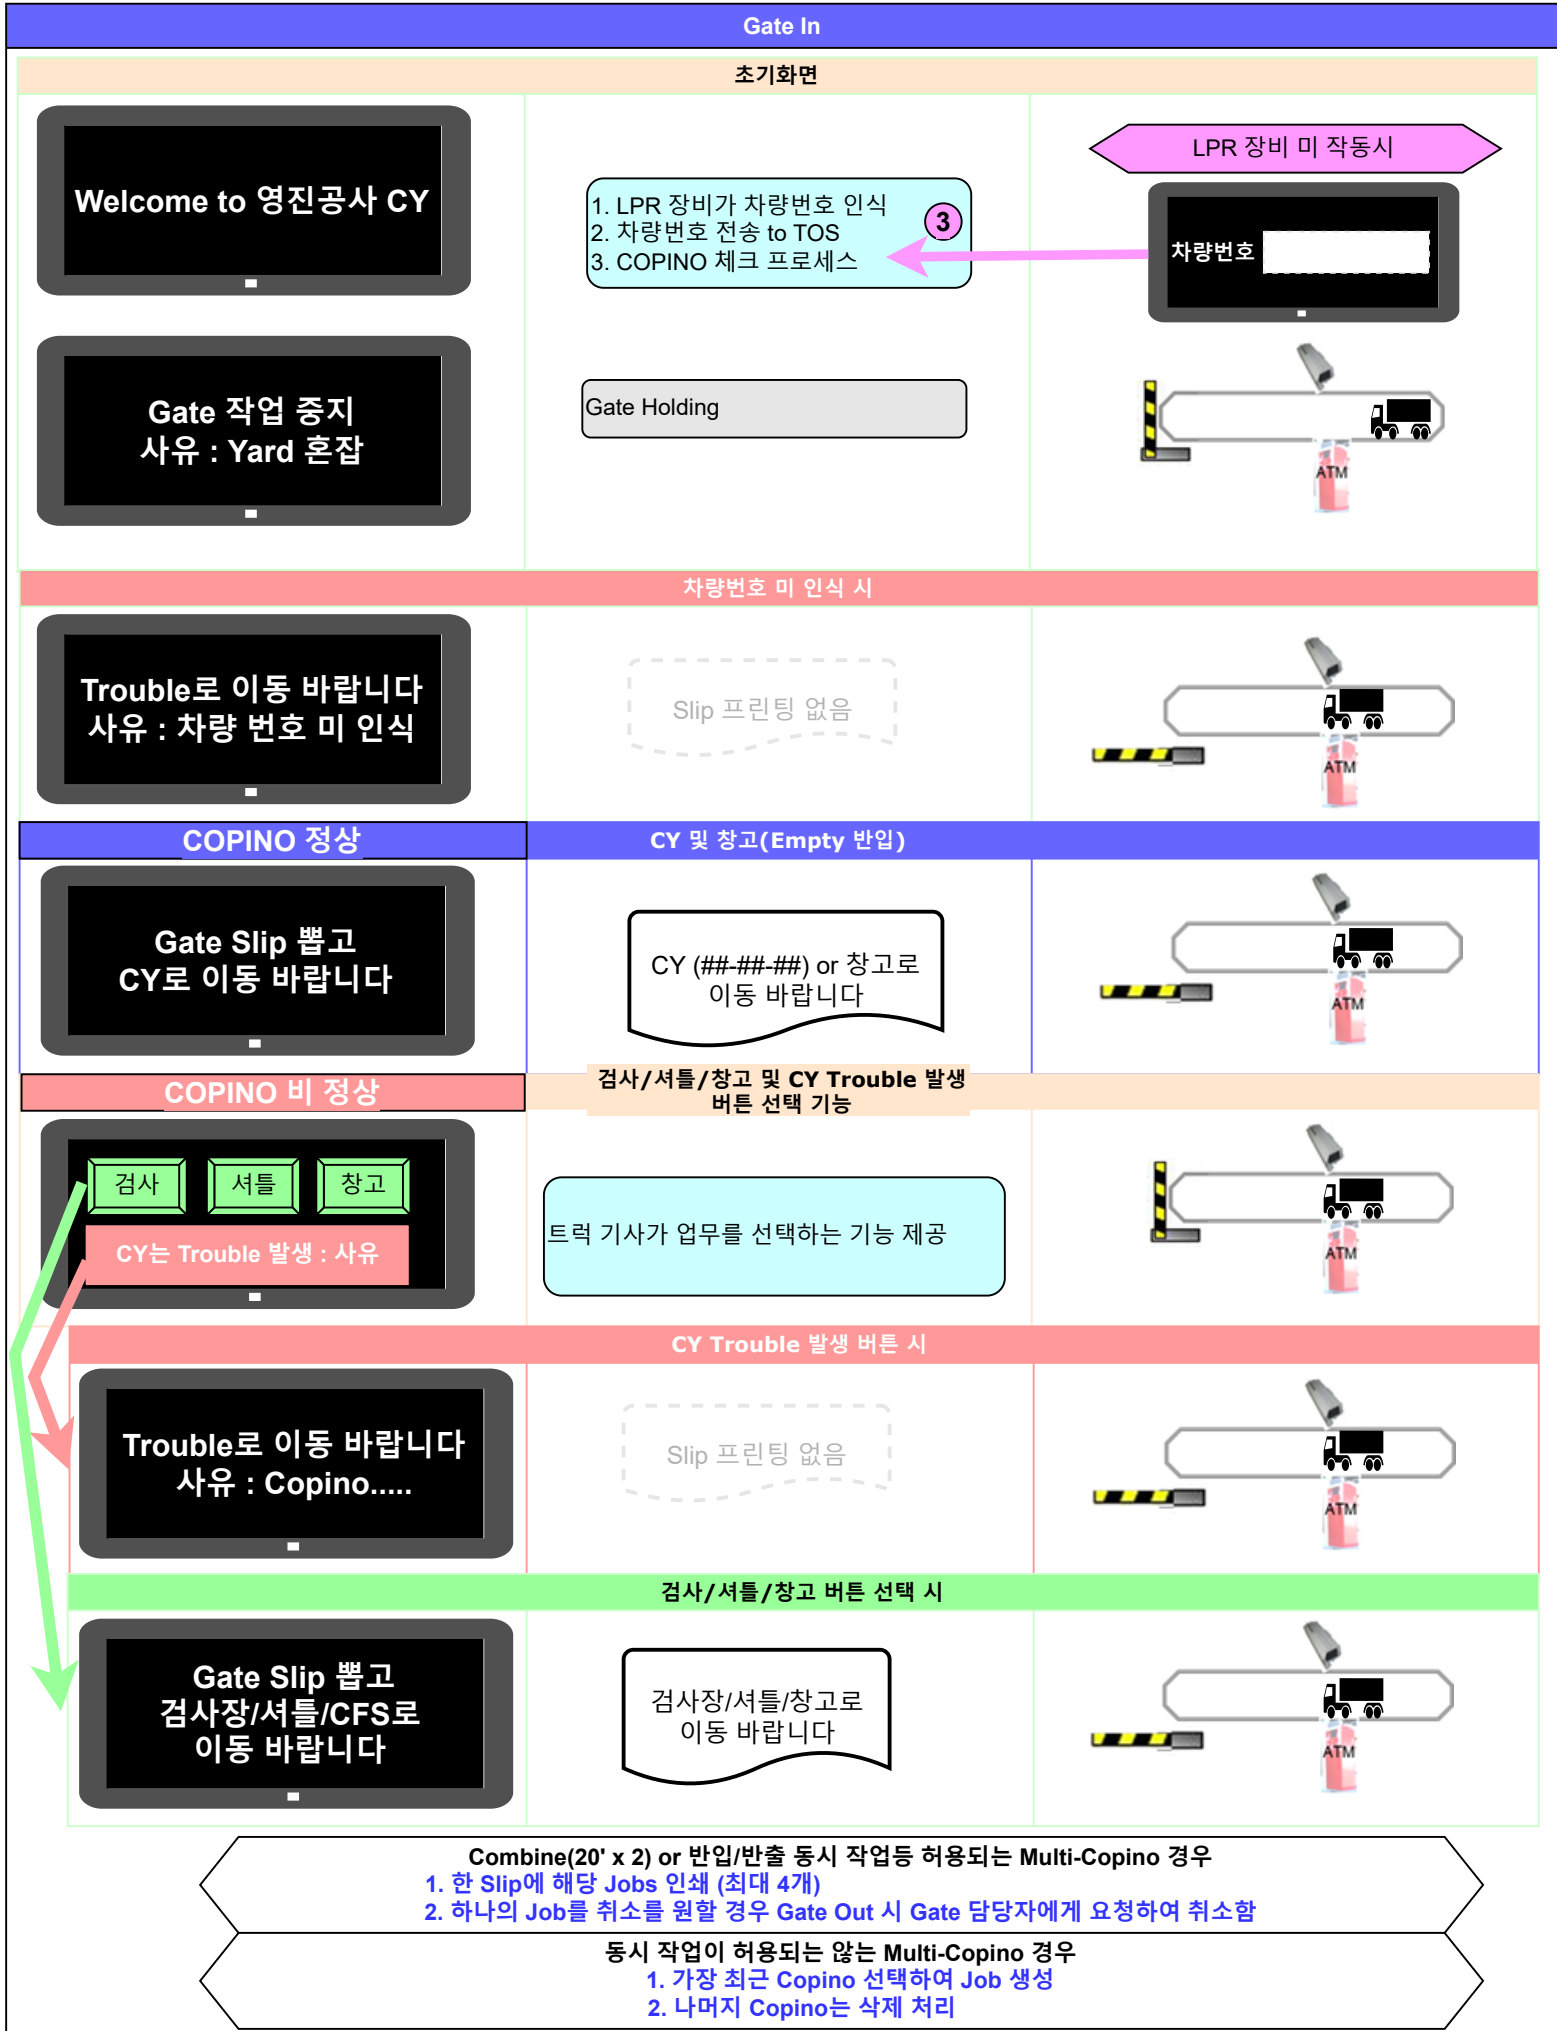 Gate In
초기화면
Welcome to 영진공사 CY
1. LPR 장비가 차량번호 인식
2. 차량번호 전송 to TOS
3. COPINO 체크 프로세스
3
LPR 장비 미 작동시
차량번호
Gate 작업 중지
사유 : Yard 혼잡
Gate Holding
ATM
차량번호 미 인식 시
Trouble로 이동 바랍니다
사유 : 차량 번호 미 인식
Slip 프린팅 없음
ATM
COPINO 정상
CY 및 창고(Empty 반입)
Gate Slip 뽑고
CY로 이동 바랍니다
CY (##-##-##) or 창고로
이동 바랍니다
ATM
COPINO 비 정상
검사/셔틀/창고 및 CY Trouble 발생
버튼 선택 기능
검사
셔틀
창고
CY는 Trouble 발생 : 사유
트럭 기사가 업무를 선택하는 기능 제공
ATM
CY Trouble 발생 버튼 시
Trouble로 이동 바랍니다
사유 : Copino.....
Slip 프린팅 없음
ATM
검사/셔틀/창고 버튼 선택 시
Gate Slip 뽑고
검사장/셔틀/CFS로
이동 바랍니다
검사장/셔틀/창고로
이동 바랍니다
ATM
Combine(20' x 2) or 반입/반출 동시 작업등 허용되는 Multi-Copino 경우
1. 한 Slip에 해당 Jobs 인쇄 (최대 4개)
2. 하나의 Job를 취소를 원할 경우 Gate Out 시 Gate 담당자에게 요청하여 취소함
동시 작업이 허용되는 않는 Multi-Copino 경우
1. 가장 최근 Copino 선택하여 Job 생성
2. 나머지 Copino는 삭제 처리